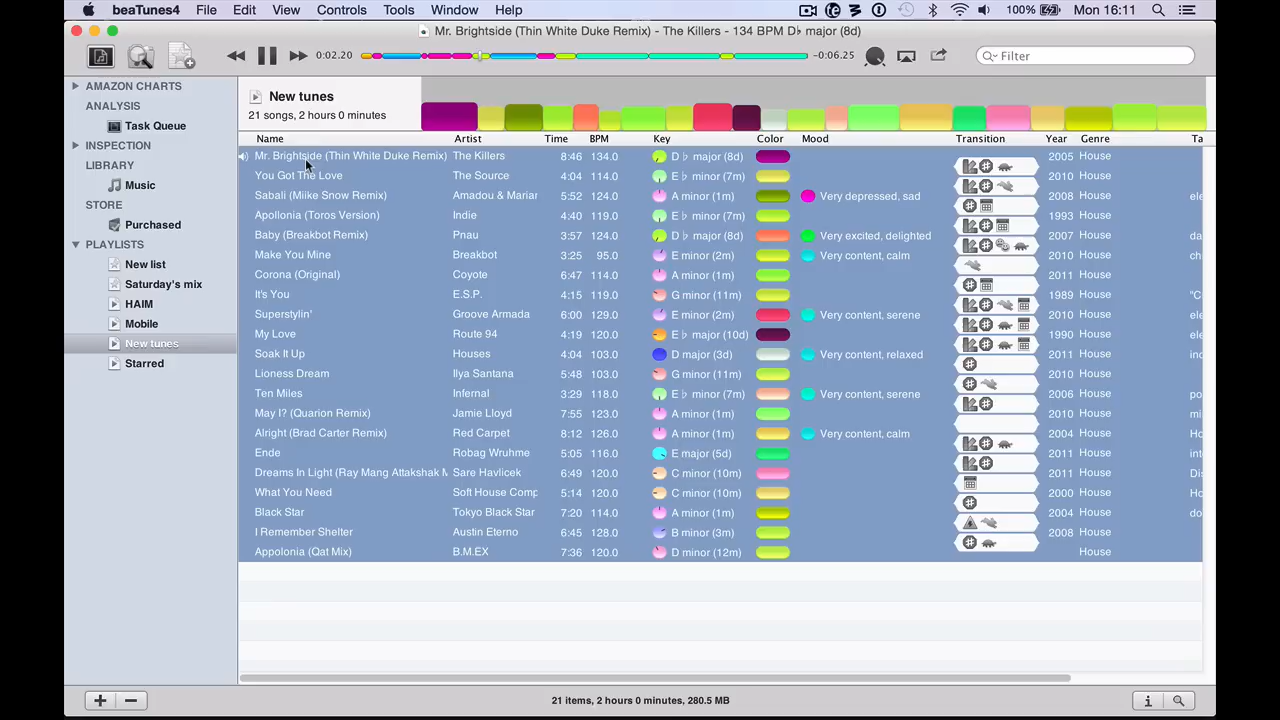 beaTunes4 File Edit View Controls Tools Window Help 100% Mon 16:11
Mr. Brightside (Thin White Duke Remix) - The Killers - 134 BPM D♭ major (8d)
0:02.20 -0:06.25 Filter
AMAZON CHARTS
ANALYSIS
Task Queue
INSPECTION
LIBRARY
Music
STORE
Purchased
PLAYLISTS
New list
Saturday's mix
HAIM
Mobile
New tunes
Starred
New tunes
21 songs, 2 hours 0 minutes
Name Artist Time BPM Key Color Mood Transition Year Genre Ta
Mr. Brightside (Thin White Duke Remix) The Killers 8:46 134.0 D♭ major (8d) 2005 House
You Got The Love The Source 4:04 114.0 E♭ minor (7m) 2010 House
Sabali (Miike Snow Remix) Amadou & Mariar 5:52 124.0 A minor (1m) Very depressed, sad 2008 House ele
Apollonia (Toros Version) Indie 4:40 119.0 E♭ minor (7m) 1993 House
Baby (Breakbot Remix) Pnau 3:57 124.0 D♭ major (8d) Very excited, delighted 2007 House da
Make You Mine Breakbot 3:25 95.0 E minor (2m) Very content, calm 2010 House ch
Corona (Original) Coyote 6:47 114.0 A minor (1m) 2011 House
It's You E.S.P. 4:15 119.0 G minor (11m) 1989 House "C
Superstylin' Groove Armada 6:00 129.0 E minor (2m) Very content, serene 2010 House ele
My Love Route 94 4:19 120.0 E♭ major (10d) 1990 House ele
Soak It Up Houses 4:04 103.0 D major (3d) Very content, relaxed 2011 House inc
Lioness Dream Ilya Santana 5:48 103.0 G minor (11m) 2010 House
Ten Miles Infernal 3:29 118.0 E♭ minor (7m) Very content, serene 2006 House po
May I? (Quarion Remix) Jamie Lloyd 7:55 123.0 A minor (1m) 2010 House mi
Alright (Brad Carter Remix) Red Carpet 8:12 126.0 A minor (1m) Very content, calm 2004 House Ho
Ende Robag Wruhme 5:05 116.0 E major (5d) 2011 House int
Dreams In Light (Ray Mang Attakshak M Sare Havlicek 6:49 120.0 C minor (10m) 2011 House Dis
What You Need Soft House Comp 5:14 120.0 C minor (10m) 2000 House Ho
Black Star Tokyo Black Star 7:20 114.0 A minor (1m) 2004 House do
I Remember Shelter Austin Eterno 6:45 128.0 B minor (3m) 2008 House
Appolonia (Qat Mix) B.M.EX 7:36 120.0 D minor (12m) House
21 items, 2 hours 0 minutes, 280.5 MB